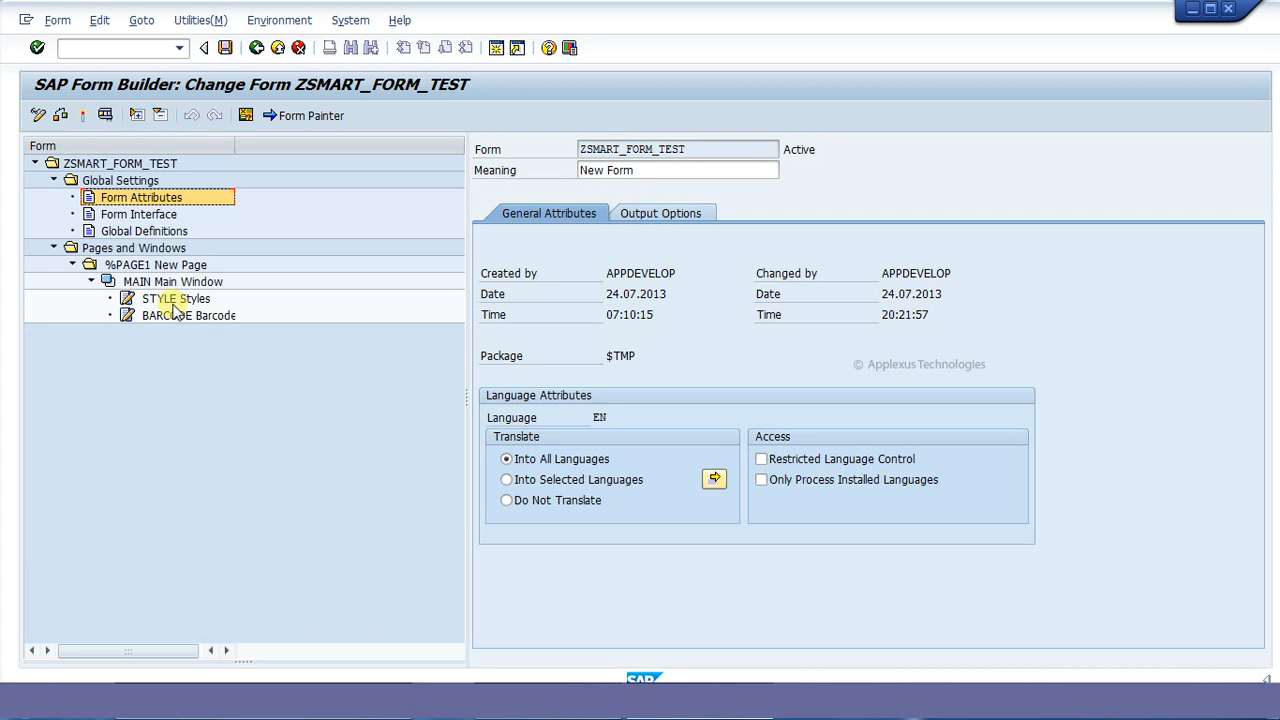 Form Edit Goto Utilities(M) Environment System Help
SAP Form Builder: Change Form ZSMART_FORM_TEST
Form Painter
Form
ZSMART_FORM_TEST
Global Settings
Form Attributes
Form Interface
Global Definitions
Pages and Windows
%PAGE1 New Page
MAIN Main Window
STYLE Styles
BARCODE Barcode
Form ZSMART_FORM_TEST Active
Meaning New Form
General Attributes Output Options
Created by APPDEVELOP Changed by APPDEVELOP
Date 24.07.2013 Date 24.07.2013
Time 07:10:15 Time 20:21:57
Package $TMP
© Applexus Technologies
Language Attributes
Language EN
Translate Access
Into All Languages Restricted Language Control
Into Selected Languages Only Process Installed Languages
Do Not Translate
SAP